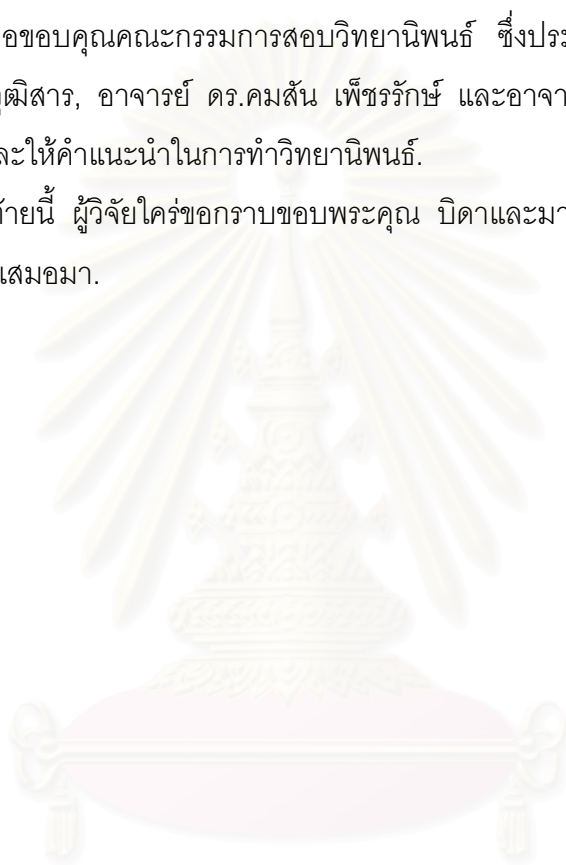 อขอบคุณคณะกรรมการสอบวิทยานิพนธ์ ซึ่งประ
วุฒิสาร, อาจารย์ ดร.คมสัน เพ็ชรรักษ์ และอาจา
ละให้คำแนะนำในการทำวิทยานิพนธ์.
ท้ายนี้ ผู้วิจัยใคร่ขอกราบขอบพระคุณ บิดาและมา
เสมอมา.